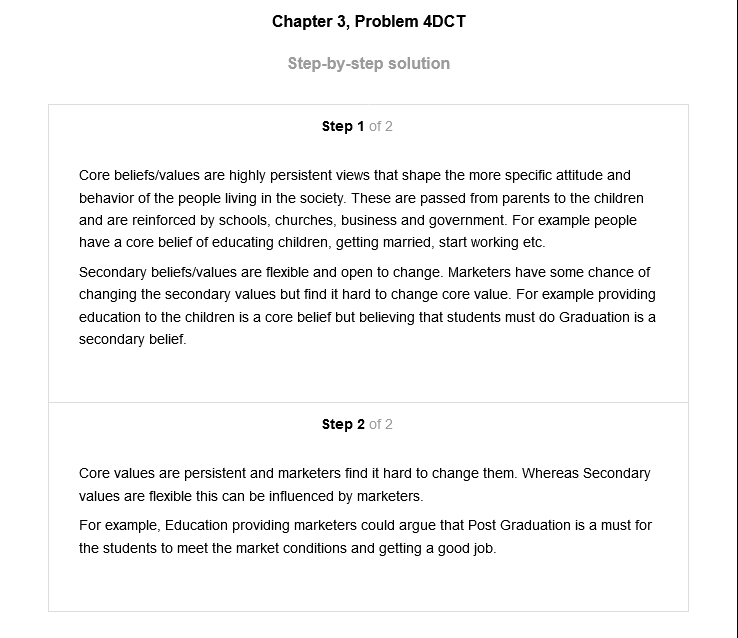 Chapter 3, Problem 4DCT
Step-by-step solution
Step 1 of 2
Core beliefs/values are highly persistent views that shape the more specific attitude and
behavior of the people living in the society. These are passed from parents to the children
and are reinforced by schools, churches, business and government. For example people
have a core belief of educating children, getting married, start working etc.
Secondary beliefs/values are flexible and open to change. Marketers have some chance of
changing the secondary values but find it hard to change core value. For example providing
education to the children is a core belief but believing that students must do Graduation is a
secondary belief.
Step 2 of 2
Core values are persistent and marketers find it hard to change them. Whereas Secondary
values are flexible this can be influenced by marketers.
For example, Education providing marketers could argue that Post Graduation is a must for
the students to meet the market conditions and getting a good job.